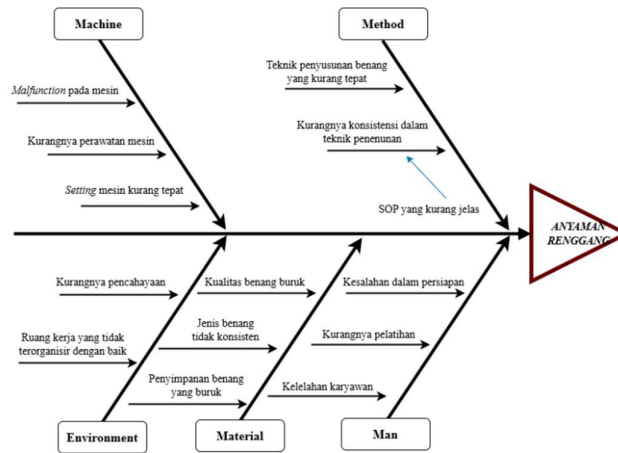 Machine
Method
Malfunction pada mesin
Kurangnya perawatan mesin
Setting mesin kurang tepat
Teknik penyusunan benang
yang kurang tepat
Kurangnya konsistensi dalam
teknik penenunan
SOP yang kurang jelas
ANYAMAN
RENGGANG
Kurangnya pencahayaan
Ruang kerja yang tidak
terorganisir dengan baik
Kualitas benang buruk
Jenis benang
tidak konsisten
Penyimpanan benang
yang buruk
Kesalahan dalam persiapan
Kurangnya pelatihan
Kelelahan karyawan
Environment
Material
Man